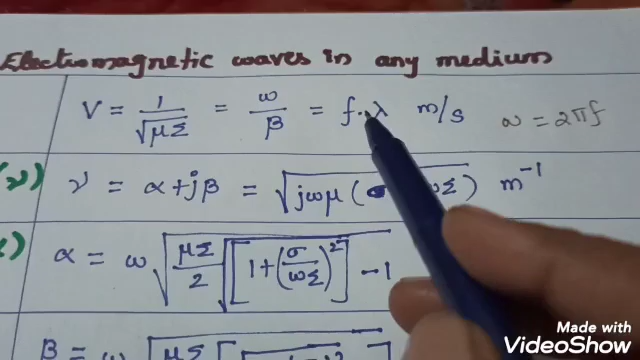 Electromagnetic waves in any medium
V = 1/√με = ω/β = f.λ m/s ω = 2πf
(γ) γ = α+jβ = √jωμ(σ ωε) m⁻¹
α = ω√με/2 √[1+(σ/ωε)²] -1
β = ω √με
Made with
VideoShow